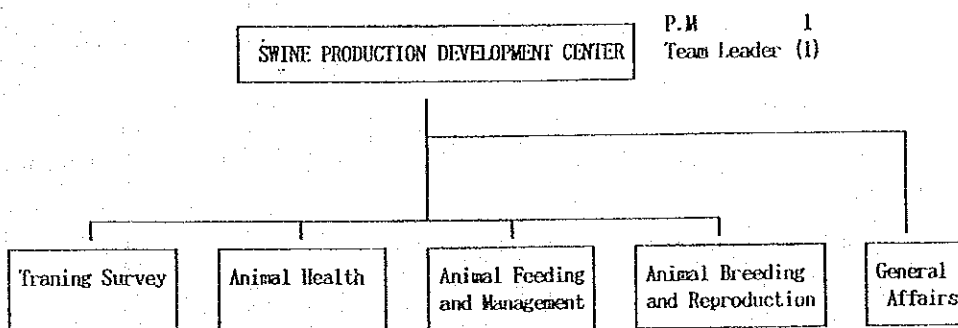 P.M 1
SWINE PRODUCTION DEVELOPMENT CENTER
Team Leader (1)
Traning Survey
Animal Health
Animal Feeding
and Management
Animal Breeding
and Reproduction
General
Affairs